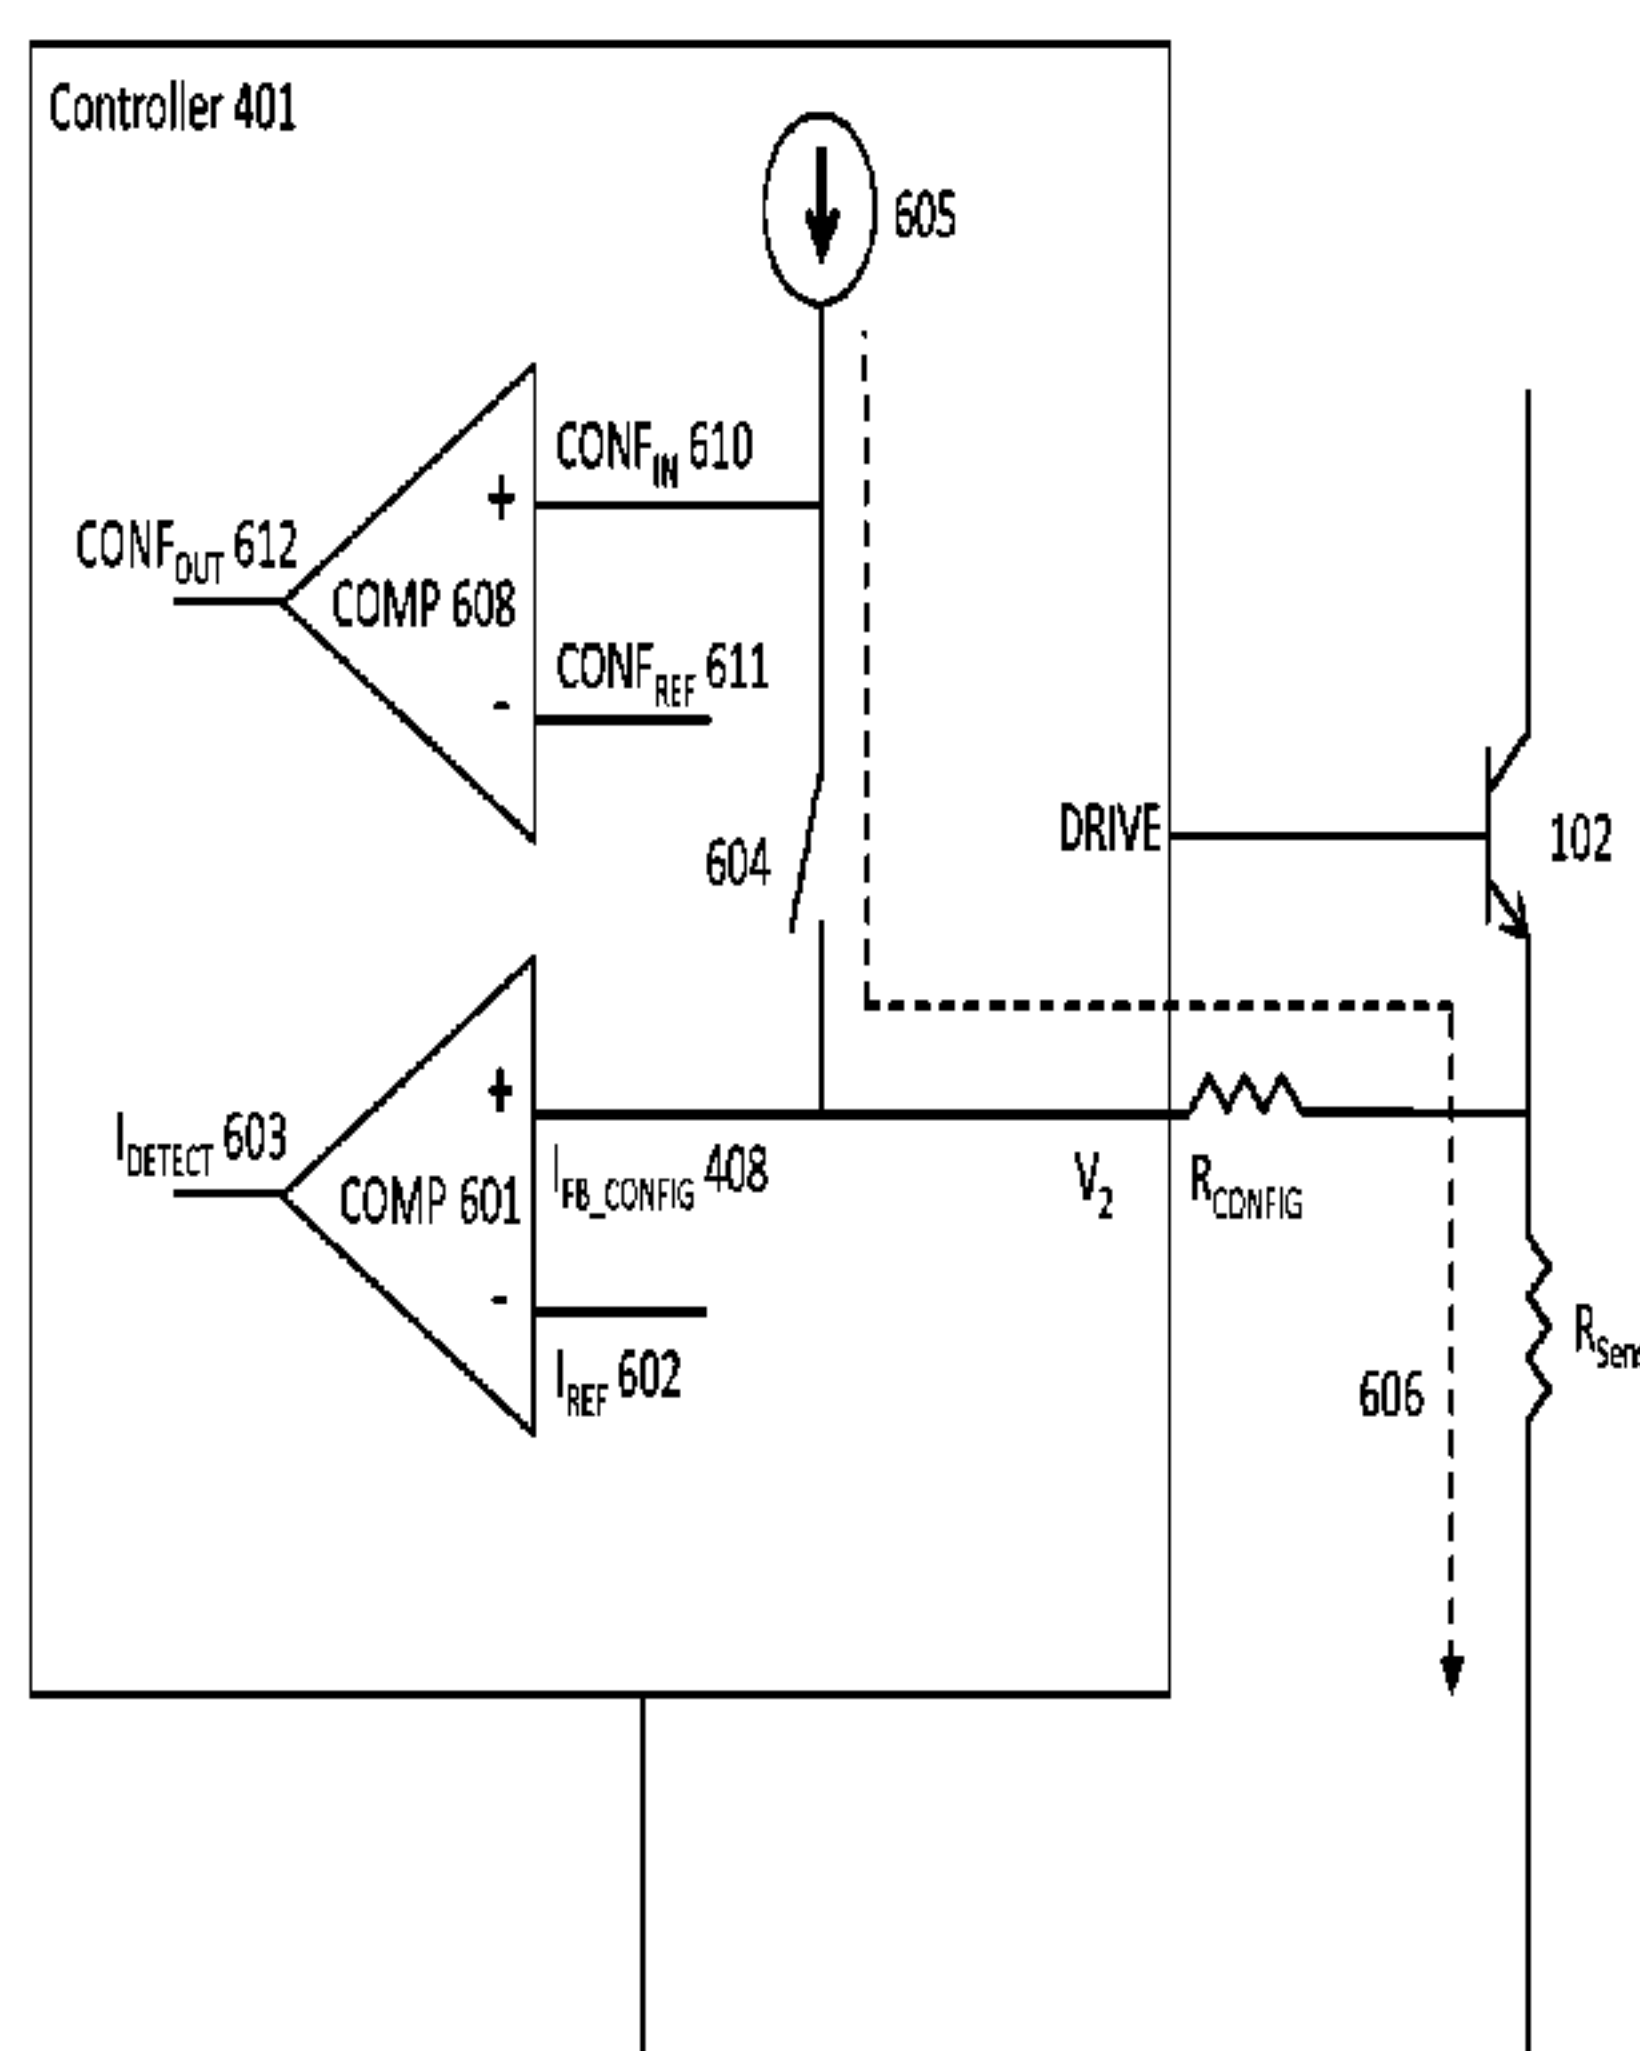 Controller 401
605
CONF_IN 610
+
CONF_OUT 612
COMP 608
CONF_REF 611
-
DRIVE
102
604
+
I_DETECT 603
I_FB_CONFIG 408
V_2
R_CONFIG
COMP 601
-
I_REF 602
606
R_Sen